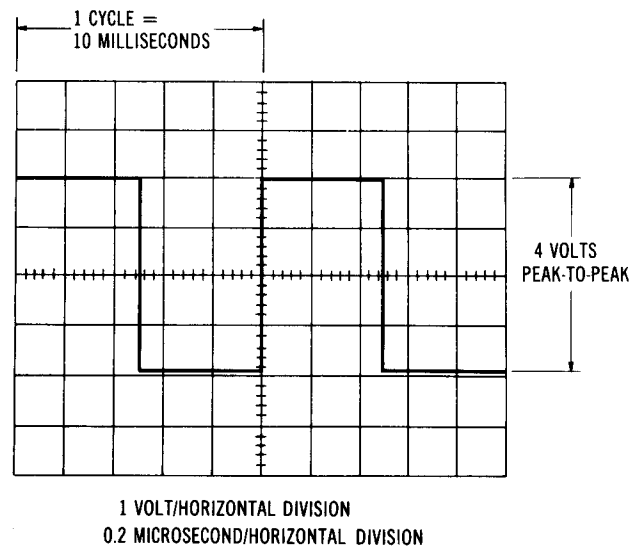 1 CYCLE =
10 MILLISECONDS
4 VOLTS
PEAK-TO-PEAK
1 VOLT/HORIZONTAL DIVISION
0.2 MICROSECOND/HORIZONTAL DIVISION